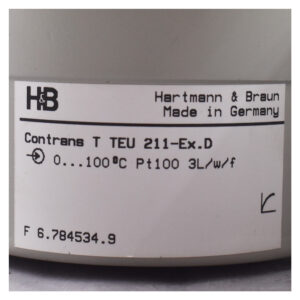 H&B
Hartmann & Braun
Made in Germany
Contrans T TEU 211-Ex.D
0...100°C Pt100 3L/w/f
F 6.784534.9